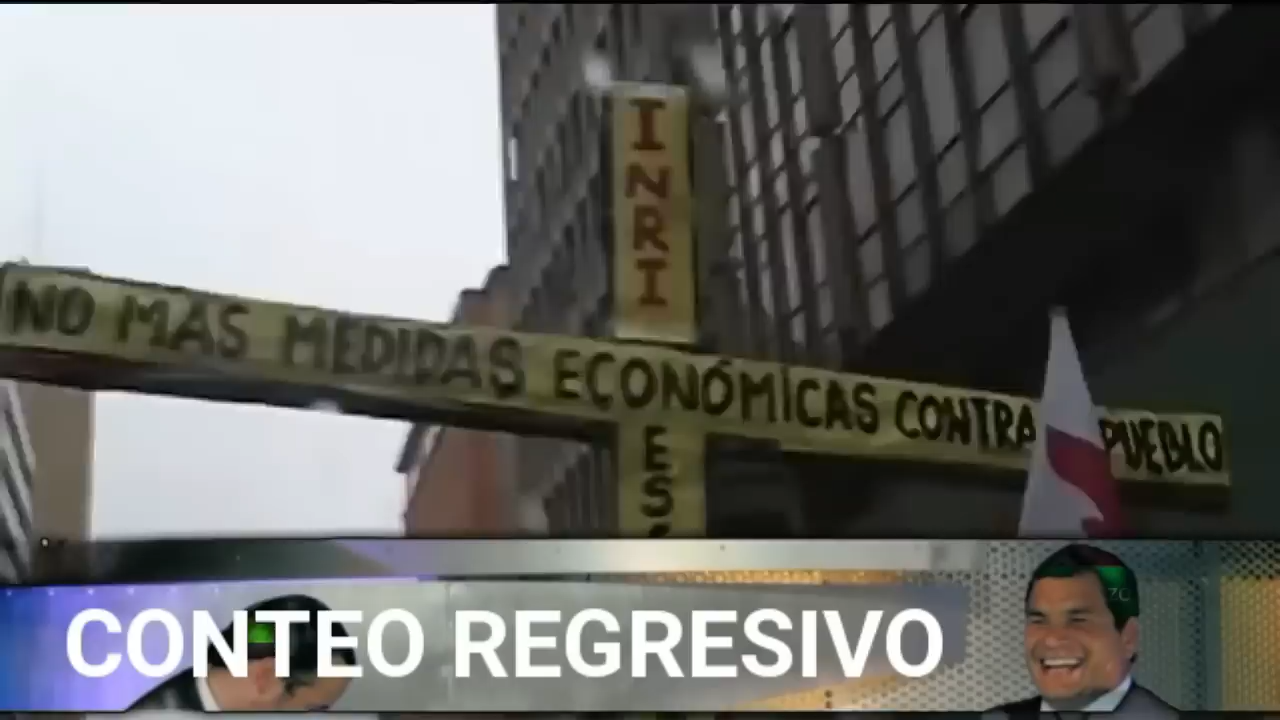 INRI
NO MAS MEDIDAS ECONÓMICAS CONTRA PUEBLO
ES
CONTEO REGRESIVO